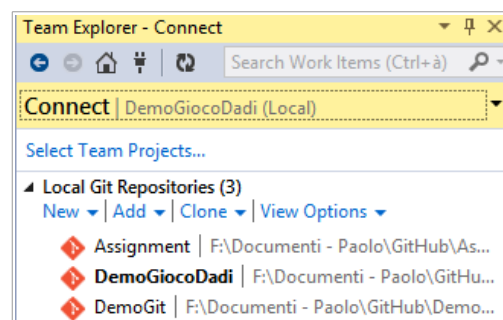 Team Explorer - Connect
Search Work Items (Ctrl+à)
Connect | DemoGiocoDadi (Local)
Select Team Projects...
Local Git Repositories (3)
New | Add | Clone | View Options
Assignment | F:\Documenti - Paolo\GitHub\As...
DemoGiocoDadi | F:\Documenti - Paolo\GitHu...
DemoGit | F:\Documenti - Paolo\GitHub\Demo...